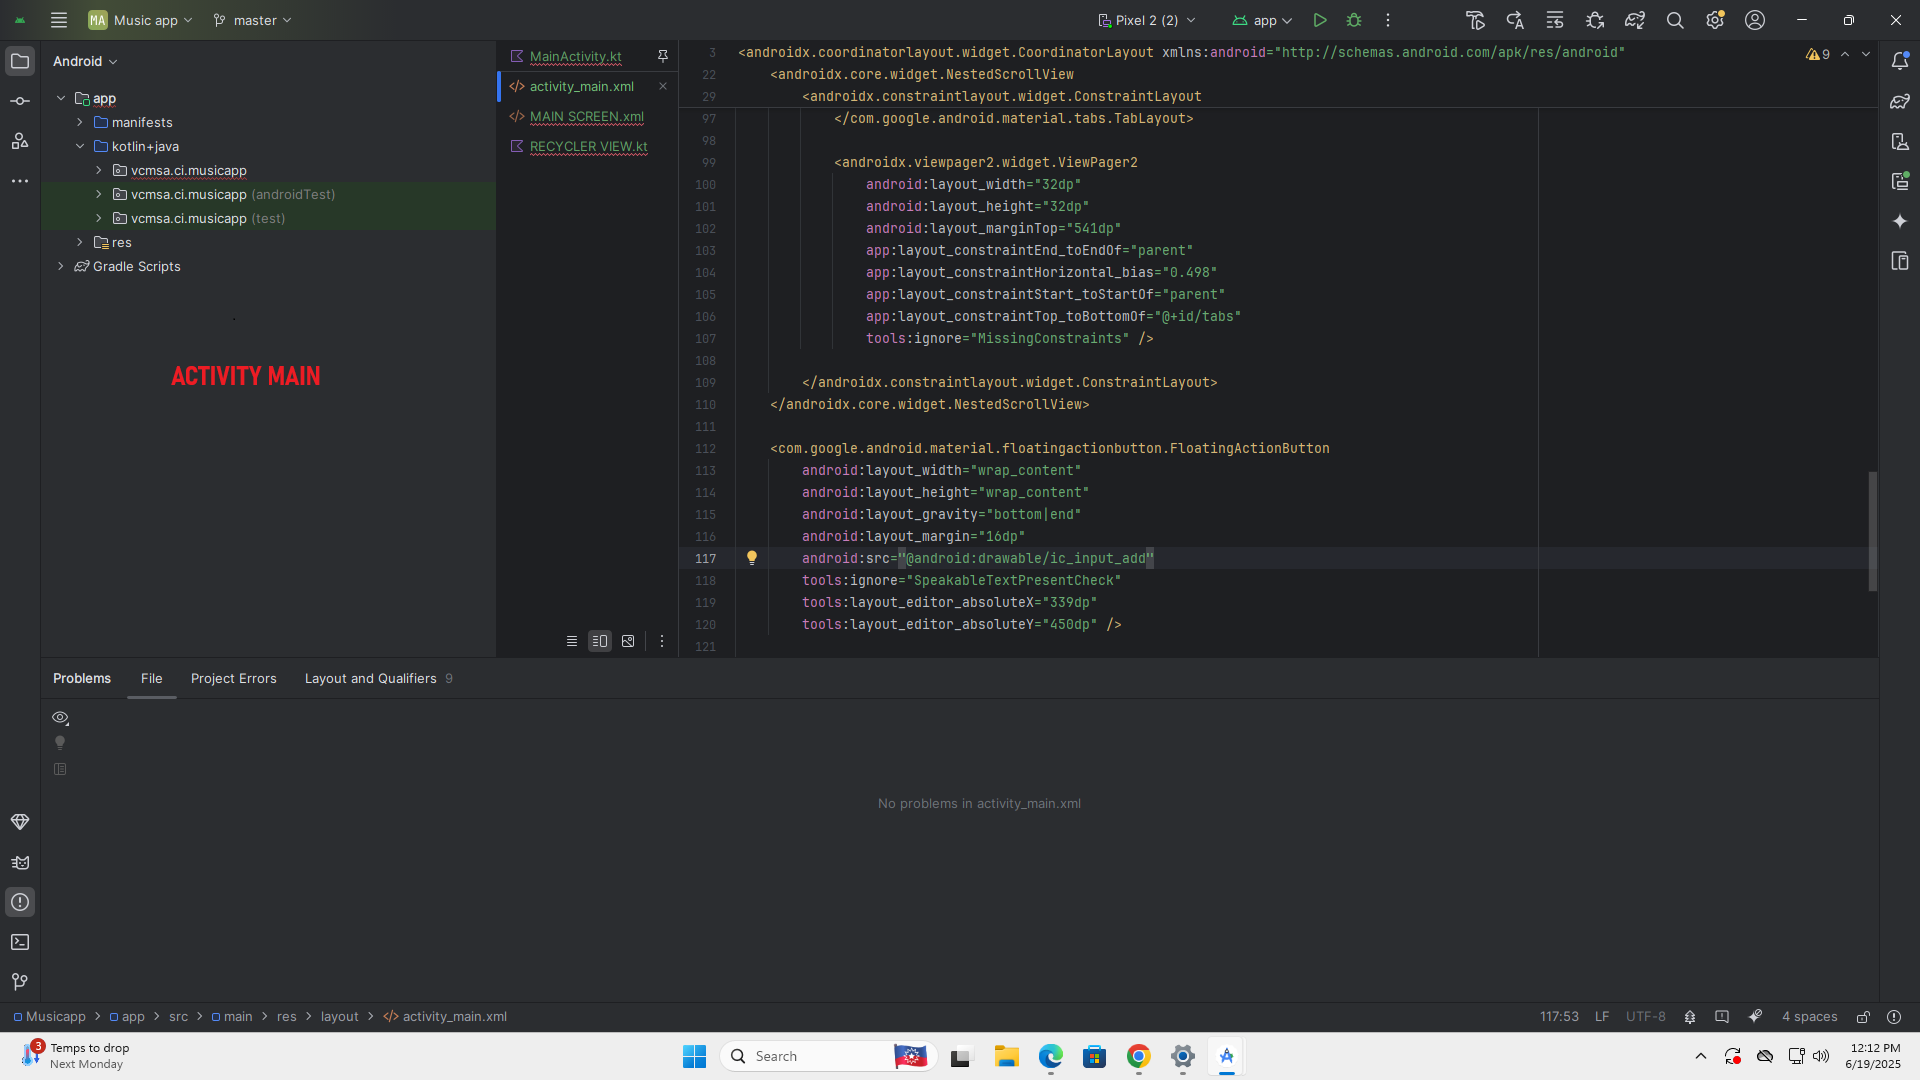 MA Music app master Pixel 2 (2) app
Android
app
manifests
kotlin+java
vcmsa.ci.musicapp
vcmsa.ci.musicapp (androidTest)
vcmsa.ci.musicapp (test)
res
Gradle Scripts
ACTIVITY MAIN
MainActivity.kt
activity_main.xml
MAIN SCREEN.xml
RECYCLER VIEW.kt
3 <androidx.coordinatorlayout.widget.CoordinatorLayout xmlns:android="http://schemas.android.com/apk/res/android"
22 <androidx.core.widget.NestedScrollView
29 <androidx.constraintlayout.widget.ConstraintLayout
97 </com.google.android.material.tabs.TabLayout>
98
99 <androidx.viewpager2.widget.ViewPager2
100 android:layout_width="32dp"
101 android:layout_height="32dp"
102 android:layout_marginTop="541dp"
103 app:layout_constraintEnd_toEndOf="parent"
104 app:layout_constraintHorizontal_bias="0.498"
105 app:layout_constraintStart_toStartOf="parent"
106 app:layout_constraintTop_toBottomOf="@+id/tabs"
107 tools:ignore="MissingConstraints" />
108
109 </androidx.constraintlayout.widget.ConstraintLayout>
110 </androidx.core.widget.NestedScrollView>
111
112 <com.google.android.material.floatingactionbutton.FloatingActionButton
113 android:layout_width="wrap_content"
114 android:layout_height="wrap_content"
115 android:layout_gravity="bottom|end"
116 android:layout_margin="16dp"
117 android:src="@android:drawable/ic_input_add"
118 tools:ignore="SpeakableTextPresentCheck"
119 tools:layout_editor_absoluteX="339dp"
120 tools:layout_editor_absoluteY="450dp" />
121
9
Problems File Project Errors Layout and Qualifiers 9
No problems in activity_main.xml
Musicapp > app > src > main > res > layout > activity_main.xml
117:53 LF UTF-8 4 spaces
3
Temps to drop
Next Monday
Search
12:12 PM
6/19/2025